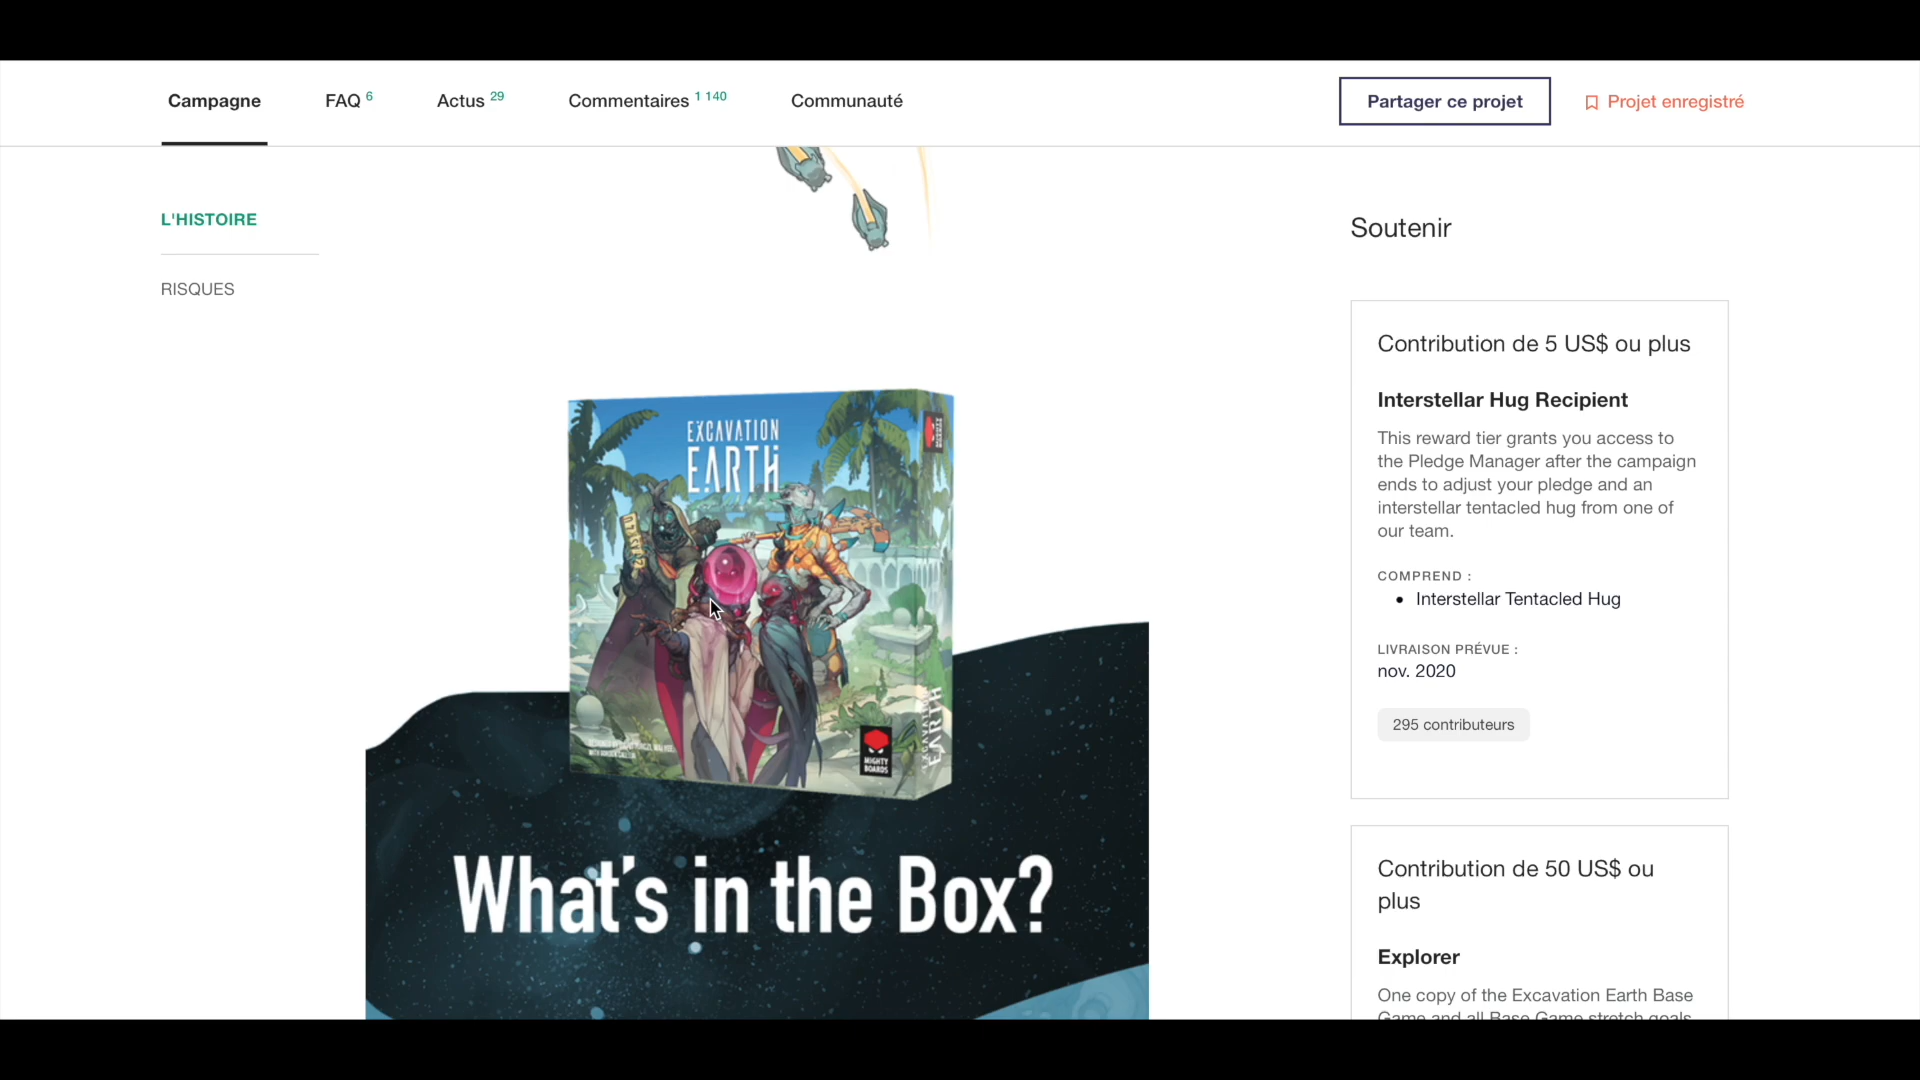 Campagne
FAQ 6
Actus 29
Commentaires 1 140
Communauté
Partager ce projet
Projet enregistré
L'HISTOIRE
RISQUES
EXCAVATION
EARTH
MIGHTY
BOARDS
EXCAVATION
EARTH
What's in the Box?
Soutenir
Contribution de 5 US$ ou plus
Interstellar Hug Recipient
This reward tier grants you access to
the Pledge Manager after the campaign
ends to adjust your pledge and an
interstellar tentacled hug from one of
our team.
COMPREND :
• Interstellar Tentacled Hug
LIVRAISON PRÉVUE :
nov. 2020
295 contributeurs
Contribution de 50 US$ ou
plus
Explorer
One copy of the Excavation Earth Base
Game and all Base Game stretch goals